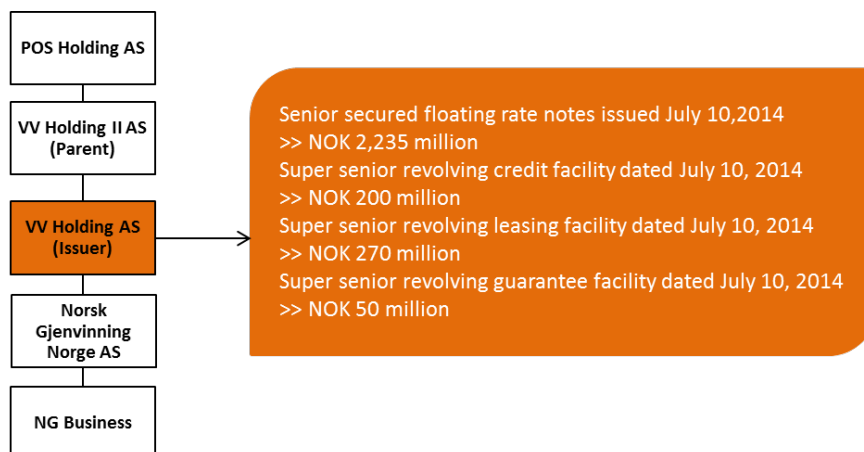 POS Holding AS
VV Holding II AS
(Parent)
VV Holding AS
(Issuer)
Norsk
Gjenvinning
Norge AS
NG Business
Senior secured floating rate notes issued July 10,2014
>> NOK 2,235 million
Super senior revolving credit facility dated July 10, 2014
>> NOK 200 million
Super senior revolving leasing facility dated July 10, 2014
>> NOK 270 million
Super senior revolving guarantee facility dated July 10, 2014
>> NOK 50 million